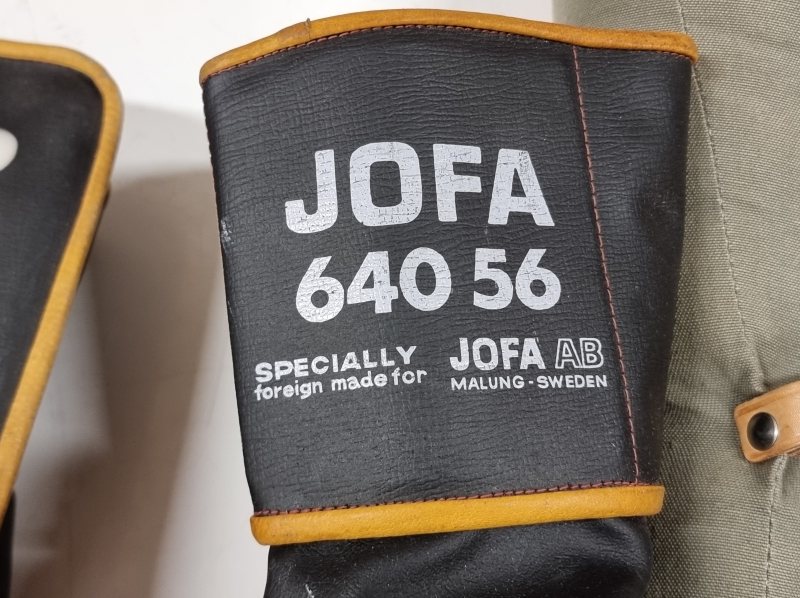 JOFA
640 56
SPECIALLY
foreign made for
JOFA AB
MALUNG - SWEDEN